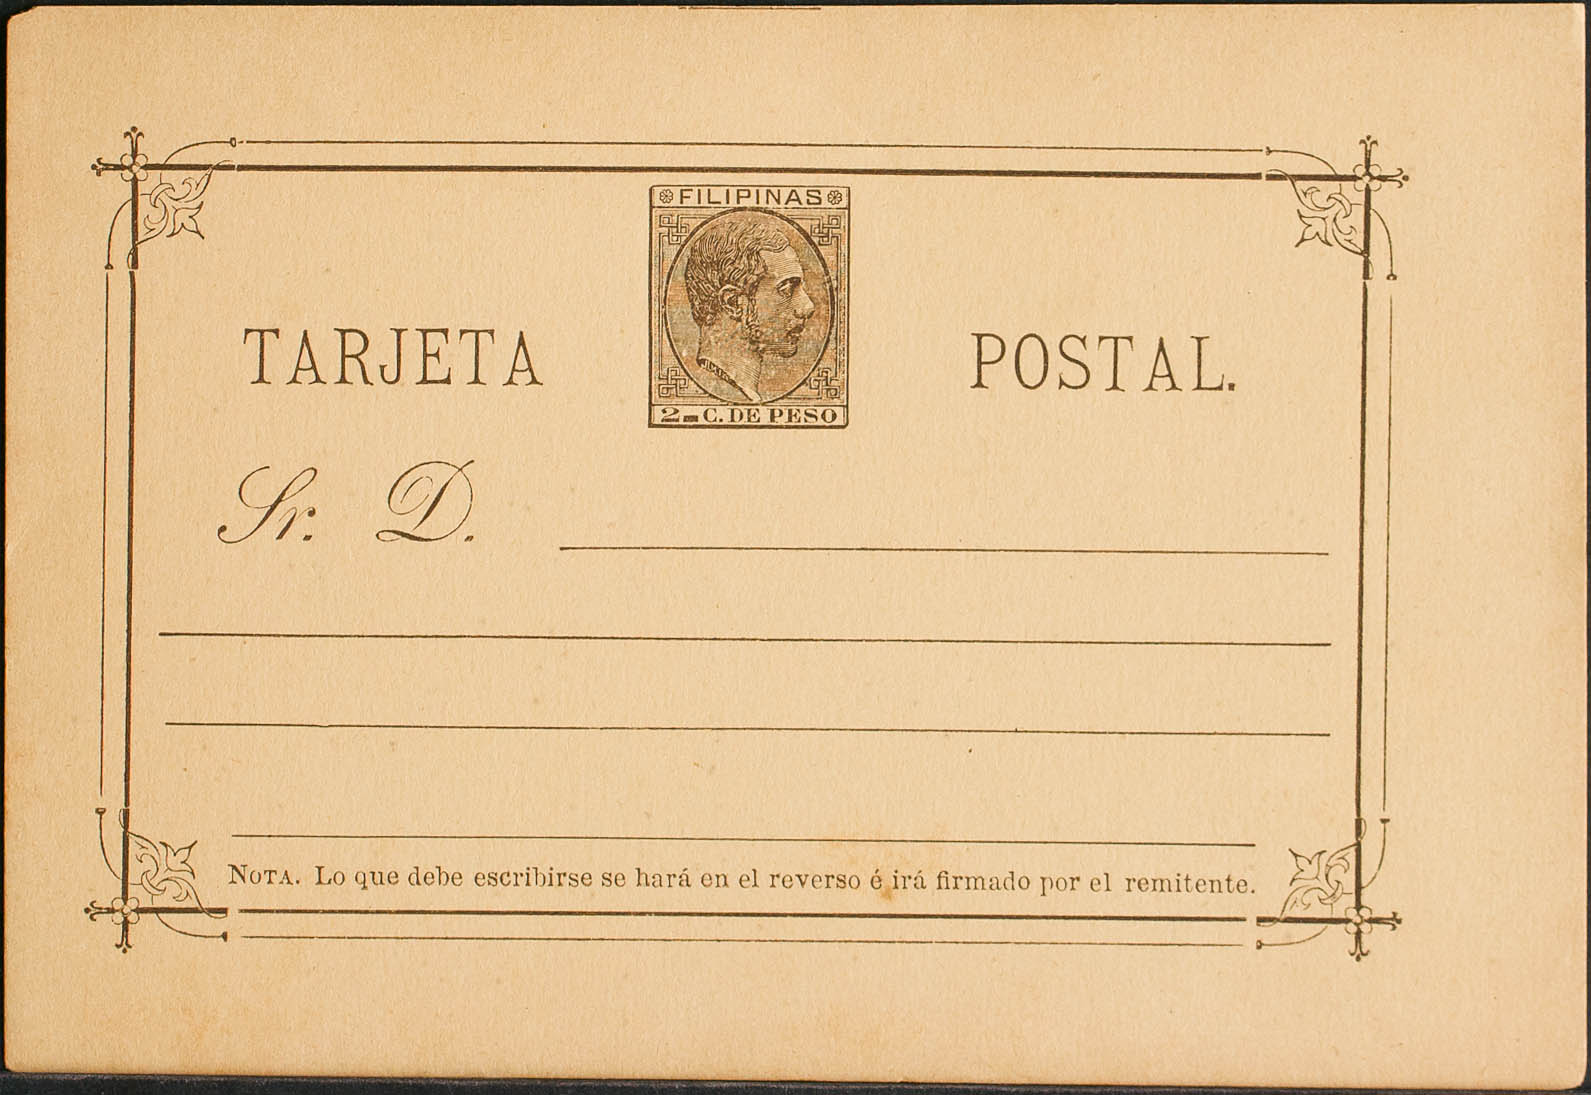 FILIPINAS
2 C. DE PESO
TARJETA POSTAL.
Sr. D.
NOTA. Lo que debe escribirse se hará en el reverso é irá firmado por el remitente.